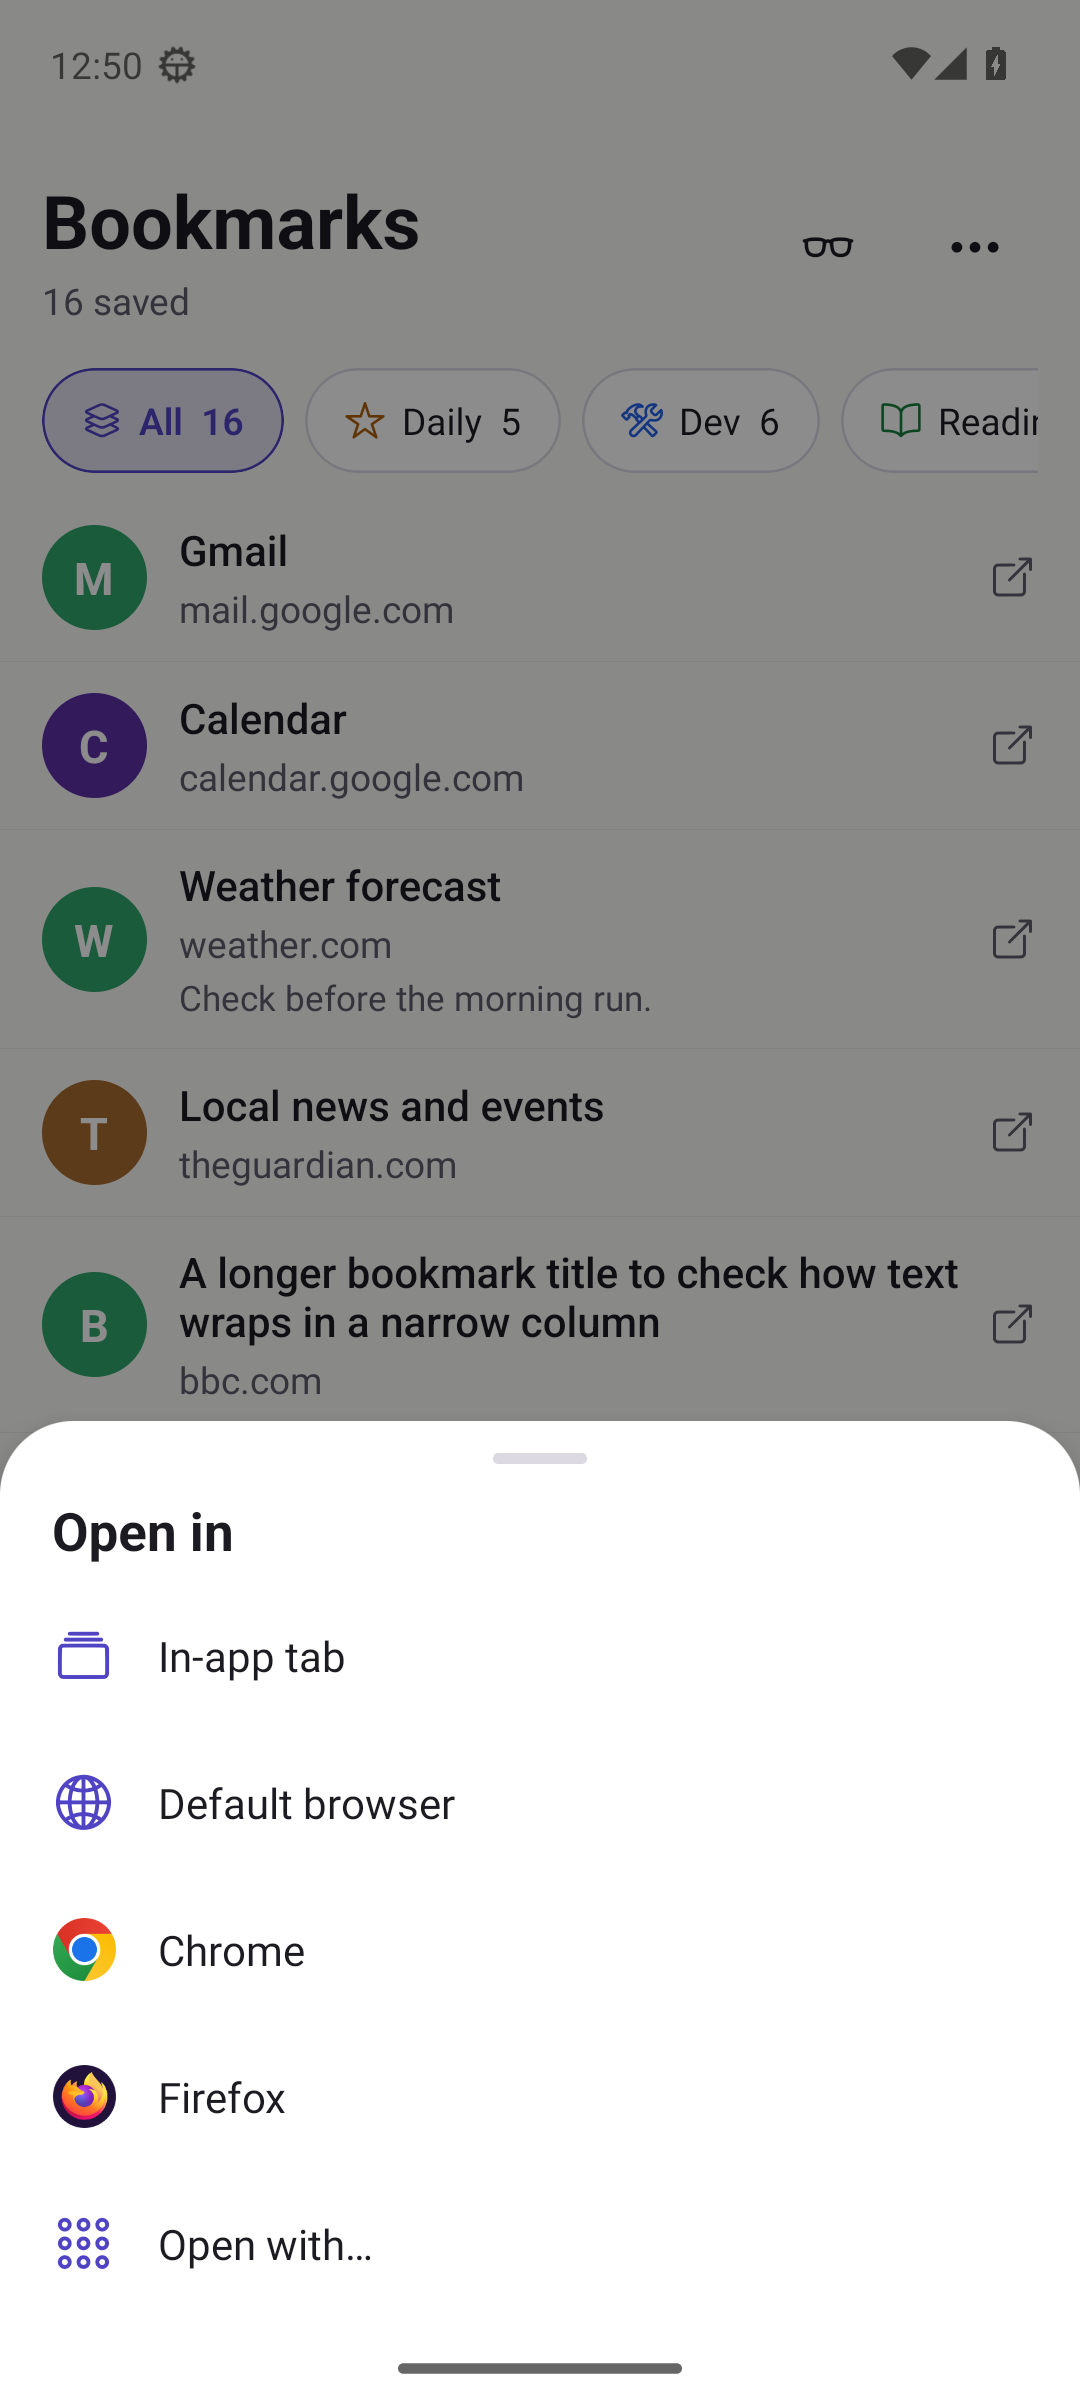 12:50
Bookmarks
16 saved
All 16
Daily 5
Dev 6
Readin
M
Gmail
mail.google.com
C
Calendar
calendar.google.com
W
Weather forecast
weather.com
Check before the morning run.
T
Local news and events
theguardian.com
B
A longer bookmark title to check how text
wraps in a narrow column
bbc.com
Open in
In-app tab
Default browser
Chrome
Firefox
Open with…